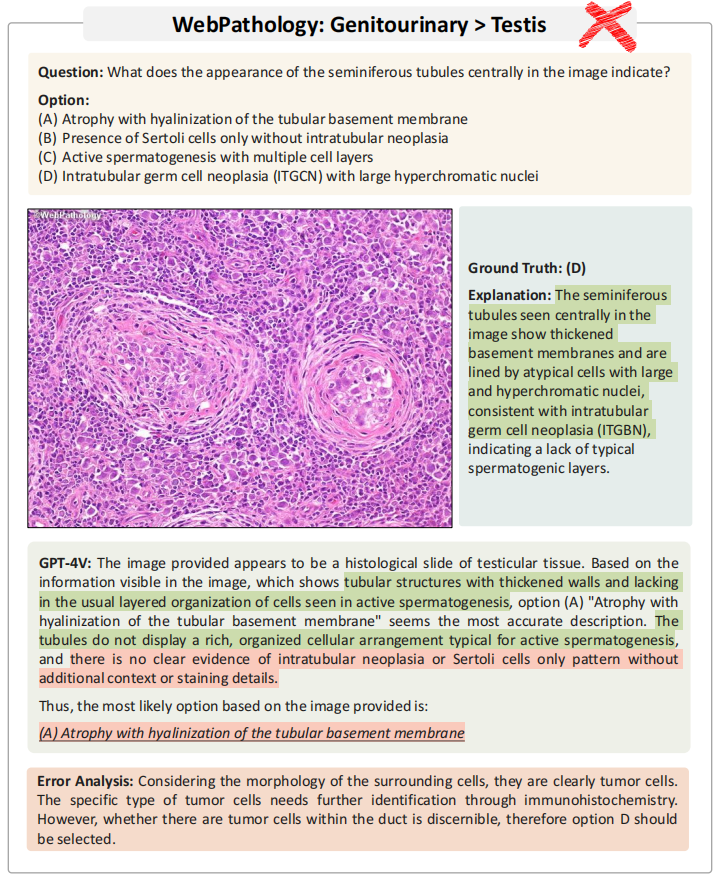 WebPathology: Genitourinary > Testis
Question: What does the appearance of the seminiferous tubules centrally in the image indicate?
Option:
(A) Atrophy with hyalinization of the tubular basement membrane
(B) Presence of Sertoli cells only without intratubular neoplasia
(C) Active spermatogenesis with multiple cell layers
(D) Intratubular germ cell neoplasia (ITGCN) with large hyperchromatic nuclei
©WebPathology
Ground Truth: (D)
Explanation: The seminiferous
tubules seen centrally in the
image show thickened
basement membranes and are
lined by atypical cells with large
and hyperchromatic nuclei,
consistent with intratubular
germ cell neoplasia (ITGBN),
indicating a lack of typical
spermatogenic layers.
GPT-4V: The image provided appears to be a histological slide of testicular tissue. Based on the
information visible in the image, which shows tubular structures with thickened walls and lacking
in the usual layered organization of cells seen in active spermatogenesis, option (A) "Atrophy with
hyalinization of the tubular basement membrane" seems the most accurate description. The
tubules do not display a rich, organized cellular arrangement typical for active spermatogenesis,
and there is no clear evidence of intratubular neoplasia or Sertoli cells only pattern without
additional context or staining details.
Thus, the most likely option based on the image provided is:
(A) Atrophy with hyalinization of the tubular basement membrane
Error Analysis: Considering the morphology of the surrounding cells, they are clearly tumor cells.
The specific type of tumor cells needs further identification through immunohistochemistry.
However, whether there are tumor cells within the duct is discernible, therefore option D should
be selected.